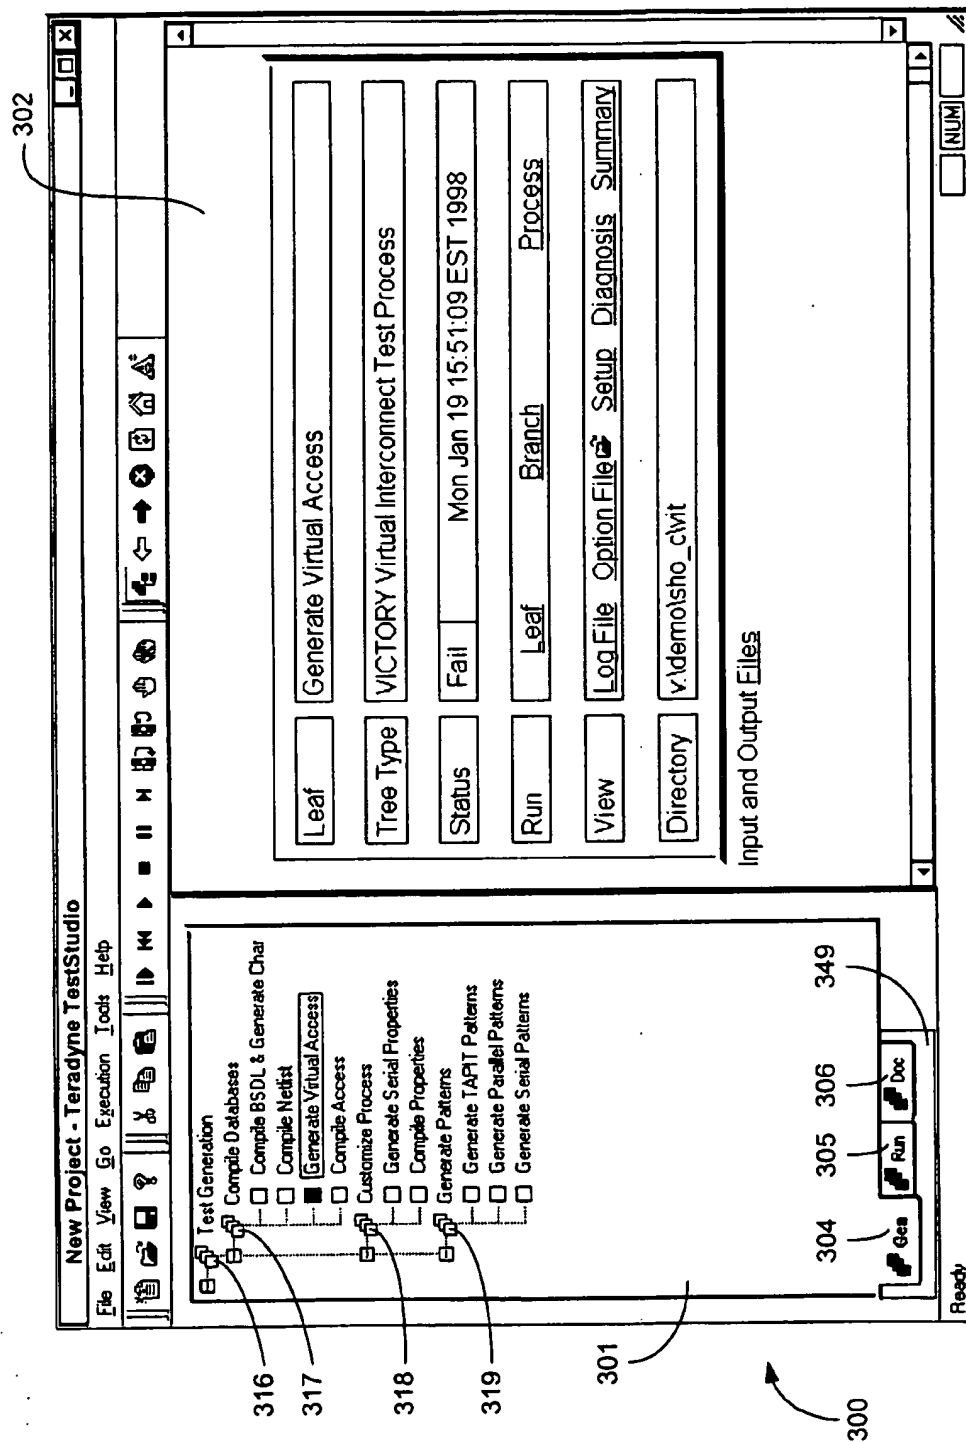 302
New Project - Teradyne TestStudio
File Edit View Go Execution Tools Help
Test Generation
Compile Databases
Compile BSDL & Generate Char
Compile Netlist
Generate Virtual Access
Compile Access
Customize Process
Generate Serial Properties
Compile Properties
Generate Patterns
Generate TAPIT Patterns
Generate Parallel Patterns
Generate Serial Patterns
Leaf Generate Virtual Access
Tree Type VICTORY Virtual Interconnect Test Process
Status Fail Mon Jan 19 15:51:09 EST 1998
Run Leaf Branch Process
View Log File Option File Setup Diagnosis Summary
Directory v:\demo\sho_c\vit
Input and Output Files
Gen Run Doc
Ready
NUM
316
317
318
319
301
304
305
306
349
300